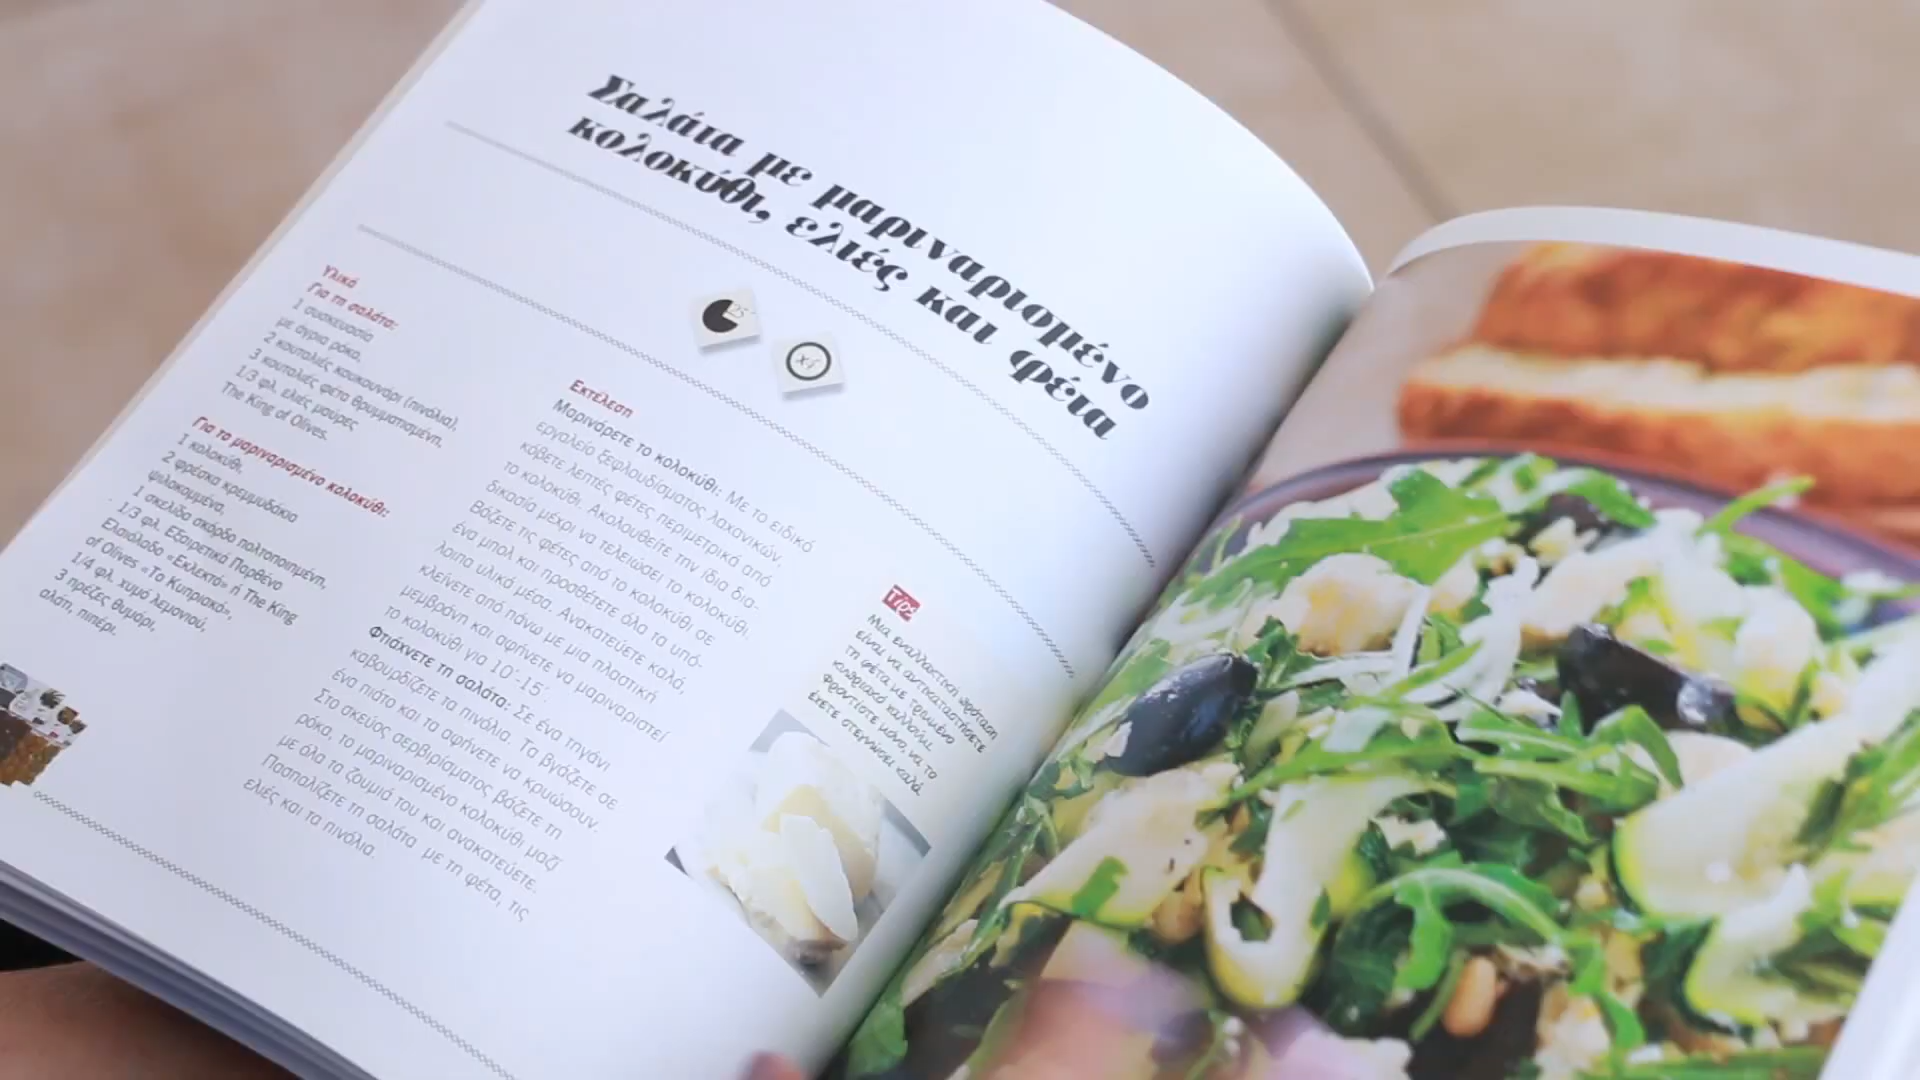 Σαλάτα με μαριναρισμένο
κολοκύθι, ελιές και φέτα
25΄
x4
Υλικά
Για τη σαλάτα:
1 συσκευασία
με άγρια ρόκα,
2 κουταλιές κουκουνάρι (πινόλια),
3 κουταλιές φέτα θρυμματισμένη,
1/3 φλ. ελιές μαύρες
The King of Olives.
Για το μαριναρισμένο κολοκύθι:
1 κολοκύθι,
2 φρέσκα κρεμμυδάκια
ψιλοκομμένα,
1 σκελίδα σκόρδο πολτοποιημένη,
1/3 φλ. Εξαιρετικό Παρθένο
Ελαιόλαδο «Εκλεκτό» ή The King
of Olives «Το Κυπριακό»,
1/4 φλ. χυμό λεμονιού,
3 πρέζες θυμάρι,
αλάτι, πιπέρι.
Εκτέλεση
Μαρινάρετε το κολοκύθι: Με το ειδικό
εργαλείο ξεφλουδίσματος λαχανικών,
κόβετε λεπτές φέτες περιμετρικά από
το κολοκύθι. Ακολουθείτε την ίδια δια-
δικασία μέχρι να τελειώσει το κολοκύθι.
Βάζετε τις φέτες από το κολοκύθι σε
ένα μπολ και προσθέτετε όλα τα υπό-
λοιπα υλικά μέσα. Ανακατεύετε καλά,
κλείνετε από πάνω με μια πλαστική
μεμβράνη και αφήνετε να μαριναριστεί
το κολοκύθι για 10΄-15΄.
Φτιάχνετε τη σαλάτα: Σε ένα τηγάνι
καβουρδίζετε τα πινόλια. Τα βγάζετε σε
ένα πιάτο και τα αφήνετε να κρυώσουν.
Στο σκεύος σερβιρίσματος βάζετε τη
ρόκα, το μαριναρισμένο κολοκύθι μαζί
με όλα τα ζουμιά του και ανακατεύετε.
Πασπαλίζετε τη σαλάτα με τη φέτα, τις
ελιές και τα πινόλια.
Tips
Μια εναλλακτική πρόταση
είναι να αντικαταστήσετε
τη φέτα με τριμμένο
κυπριακό χαλλούμι.
Φροντίστε μόνο, να το
έχετε στεγνώσει καλά.